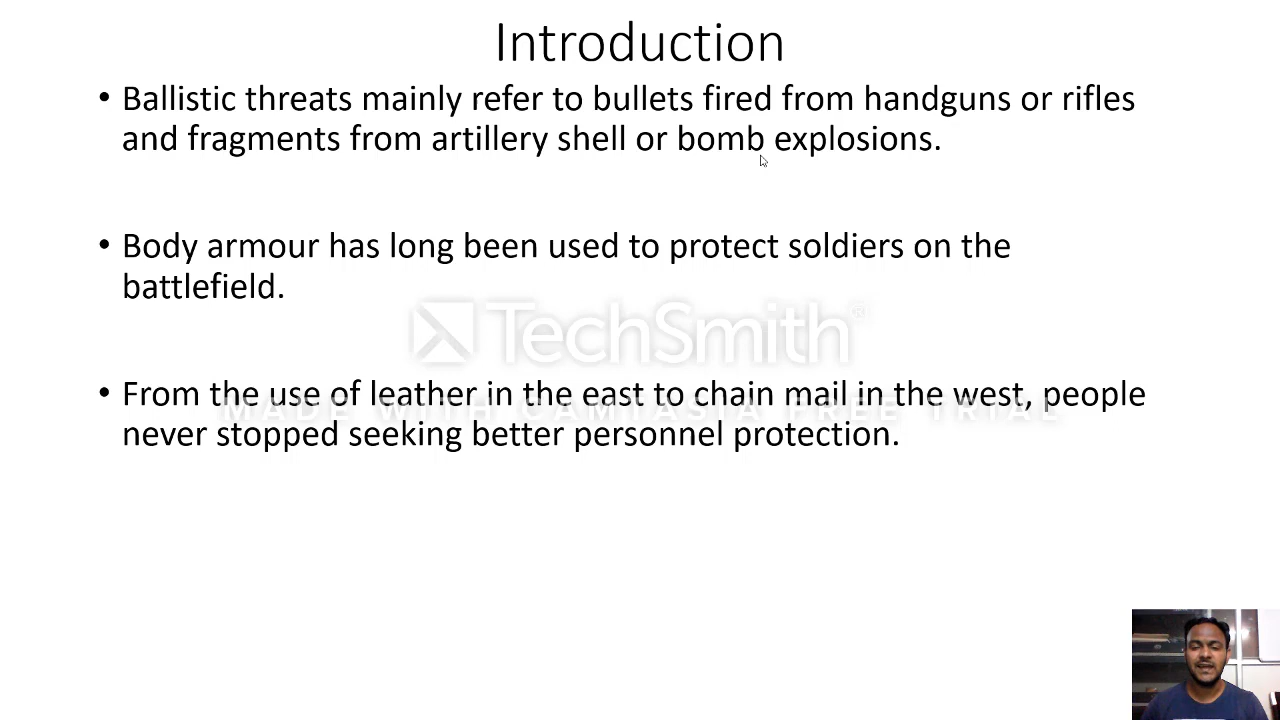 Introduction
• Ballistic threats mainly refer to bullets fired from handguns or rifles
and fragments from artillery shell or bomb explosions.
• Body armour has long been used to protect soldiers on the
battlefield.
TechSmith®
• From the use of leather in the east to chain mail in the west, people
MADE WITH CAMTASIA FREE TRIAL
never stopped seeking better personnel protection.